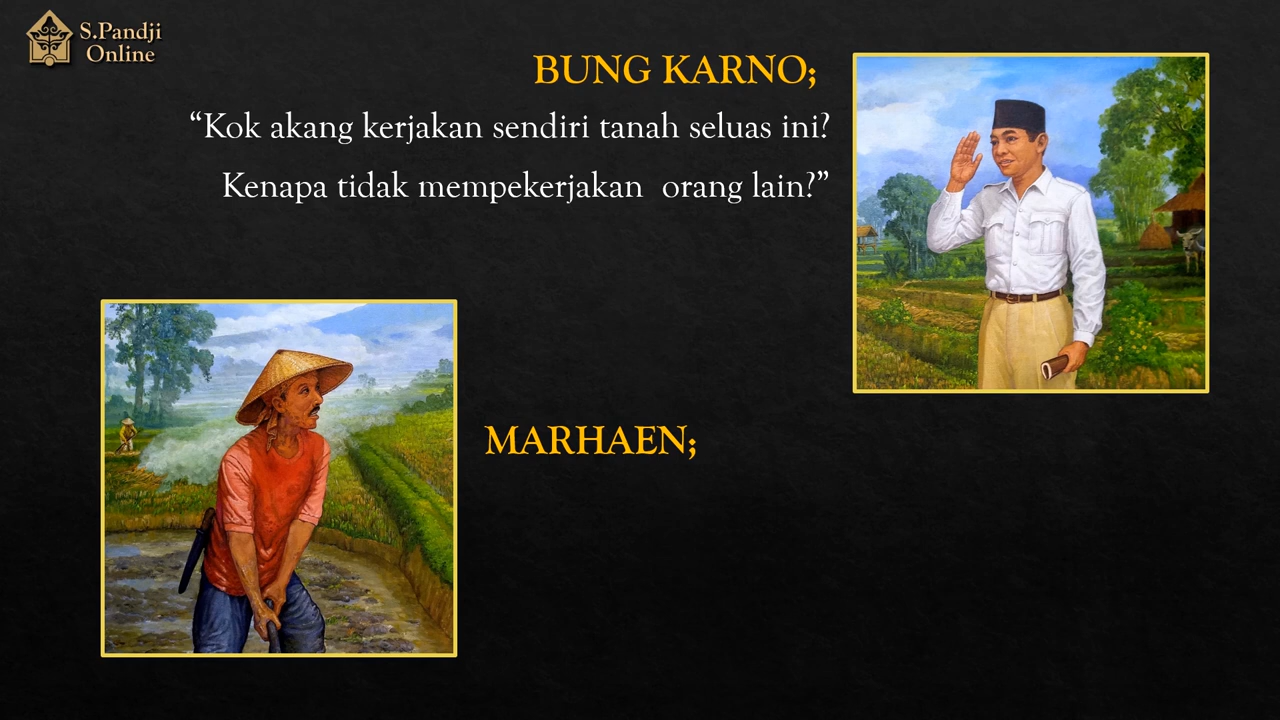 S.Pandji
Online
BUNG KARNO;
“Kok akang kerjakan sendiri tanah seluas ini?
Kenapa tidak mempekerjakan  orang lain?”
MARHAEN;